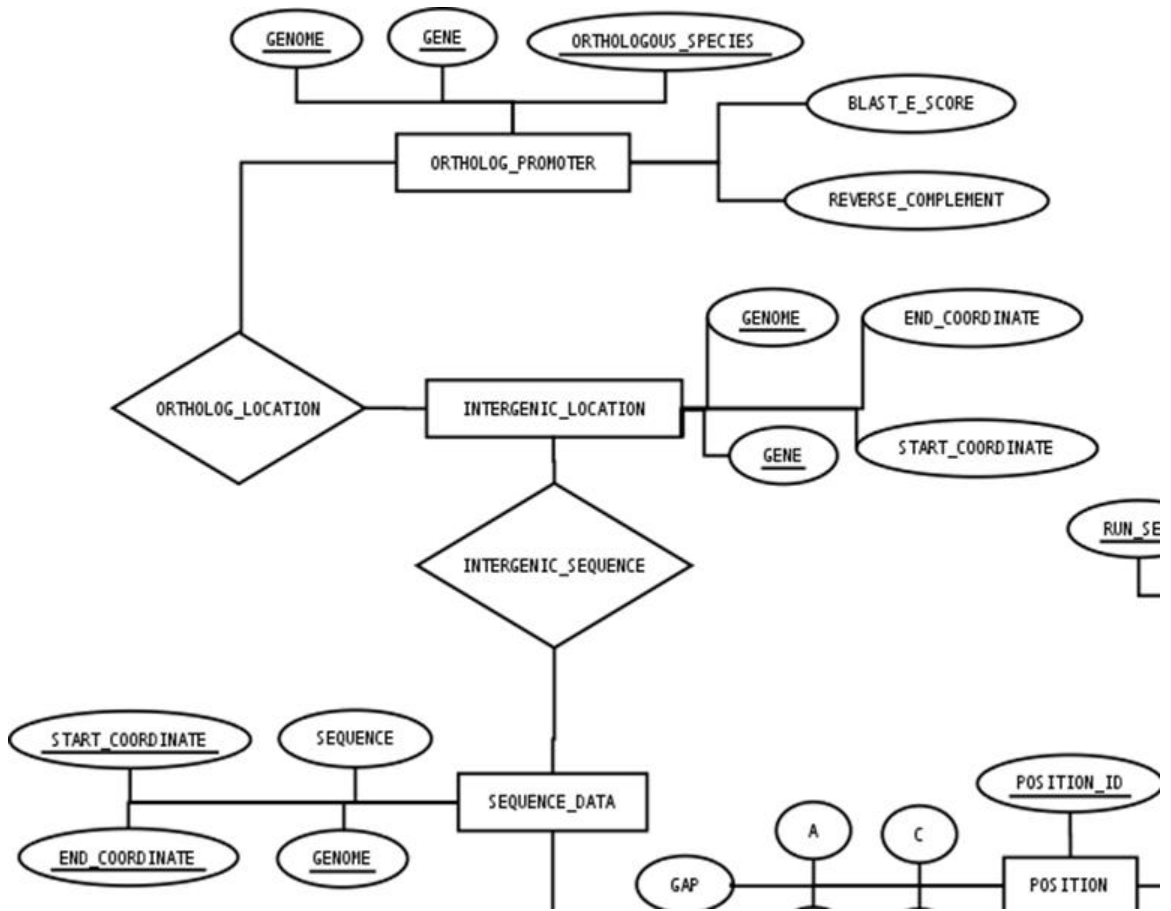 GENOME
GENE
ORTHOLOGOUS_SPECIES
BLAST_E_SCORE
ORTHOLOG_PROMOTER
REVERSE_COMPLEMENT
GENOME
END_COORDINATE
ORTHOLOG_LOCATION
INTERGENIC_LOCATION
GENE
START_COORDINATE
RUN_SE
INTERGENIC_SEQUENCE
START_COORDINATE
SEQUENCE
SEQUENCE_DATA
POSITION_ID
A
C
END_COORDINATE
GENOME
GAP
POSITION